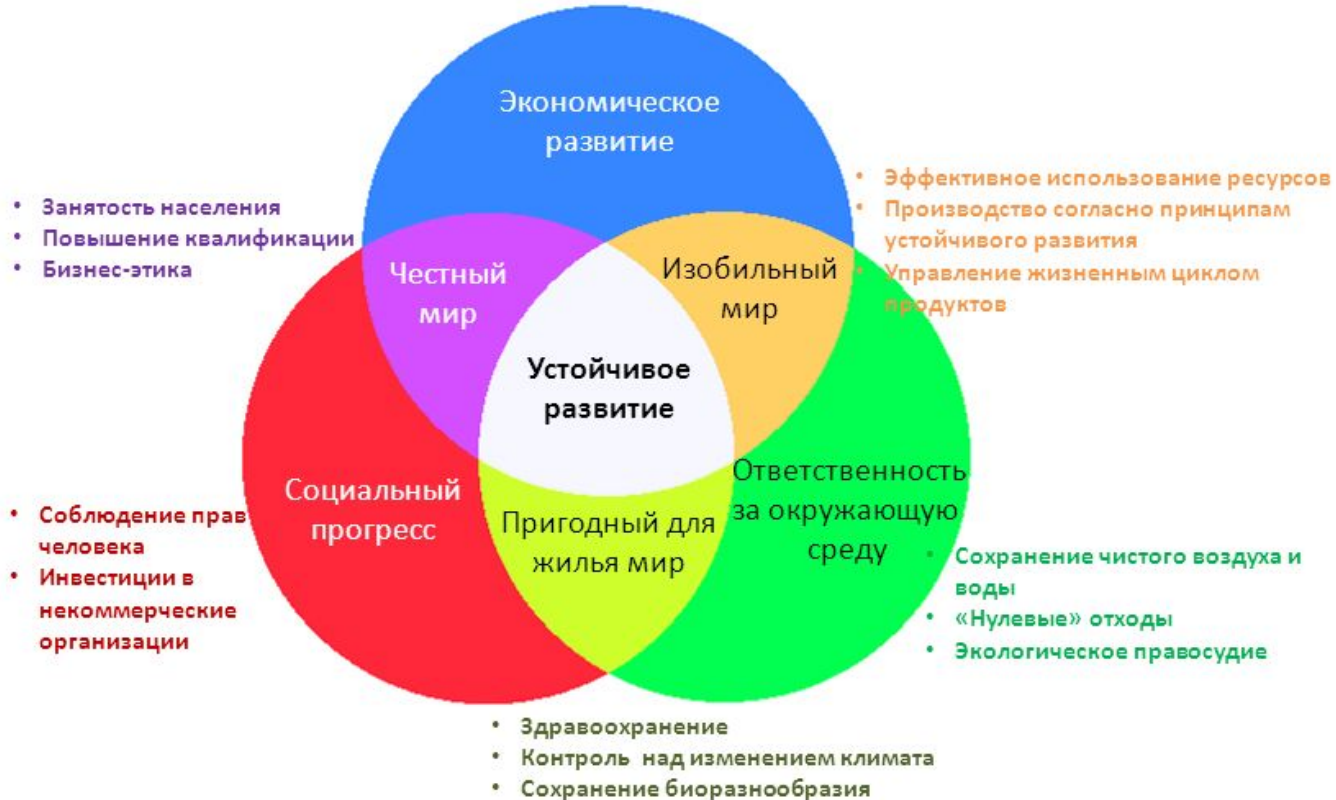 Экономическое
развитие
• Занятость населения
• Повышение квалификации
• Бизнес-этика
• Эффективное использование ресурсов
• Производство согласно принципам
устойчивого развития
• Управление жизненным циклом
продуктов
Честный
мир
Изобильный
мир
Устойчивое
развитие
Социальный
прогресс
Пригодный для
жилья мир
Ответственность
за окружающую
среду
• Соблюдение прав
человека
• Инвестиции в
некоммерческие
организации
• Сохранение чистого воздуха и
воды
• «Нулевые» отходы
• Экологическое правосудие
• Здравоохранение
• Контроль над изменением климата
• Сохранение биоразнообразия